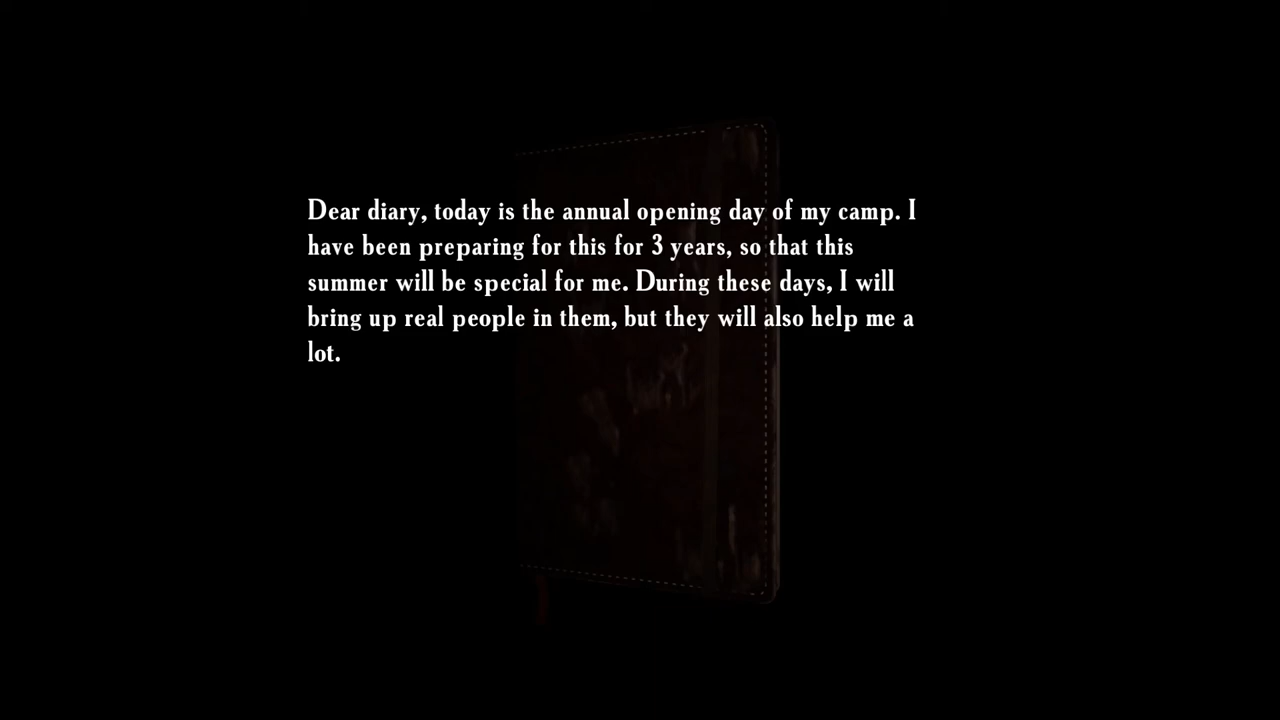 Dear diary, today is the annual opening day of my camp. I
have been preparing for this for 3 years, so that this
summer will be special for me. During these days, I will
bring up real people in them, but they will also help me a
lot.